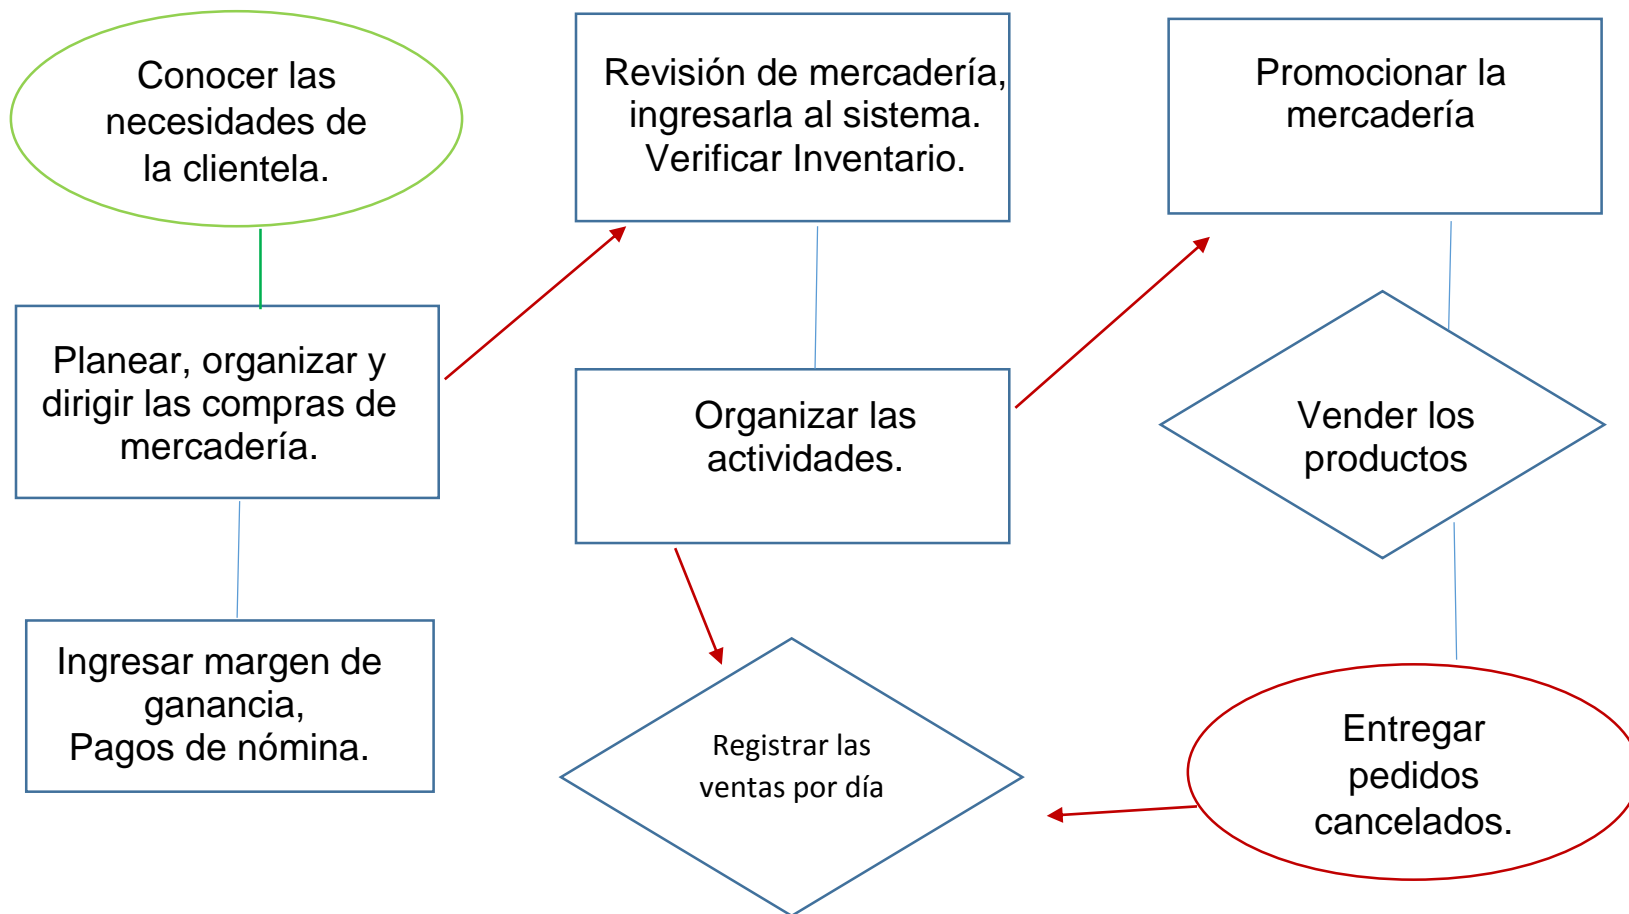 Conocer las
necesidades de
la clientela.
Planear, organizar y
dirigir las compras de
mercadería.
Ingresar margen de
ganancia,
Pagos de nómina.
Revisión de mercadería,
ingresarla al sistema.
Verificar Inventario.
Organizar las
actividades.
Registrar las
ventas por día
Promocionar la
mercadería
Vender los
productos
Entregar
pedidos
cancelados.